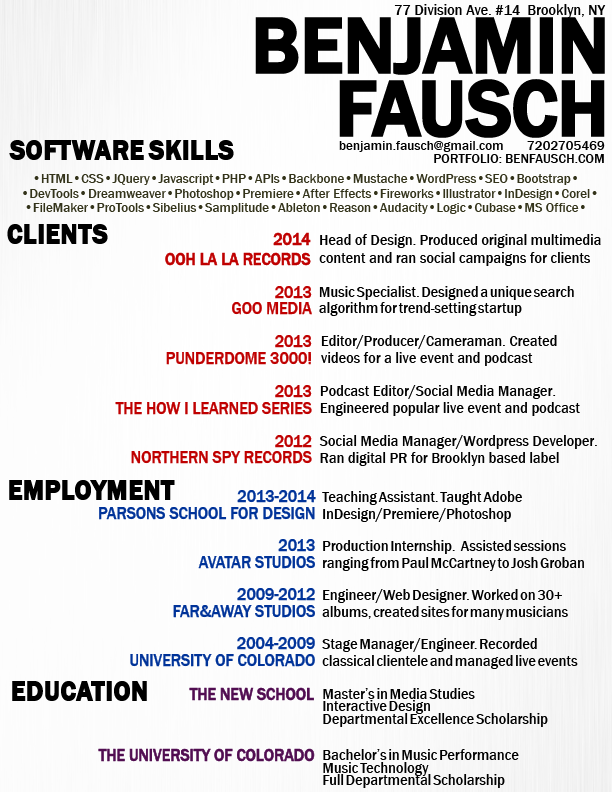 77 Division Ave. #14 Brooklyn, NY
BENJAMIN
FAUSCH
benjamin.fausch@gmail.com 7202705469
PORTFOLIO: BENFAUSCH.COM
SOFTWARE SKILLS
• HTML • CSS • JQuery • Javascript • PHP • APIs • Backbone • Mustache • WordPress • SEO • Bootstrap •
• DevTools • Dreamweaver • Photoshop • Premiere • After Effects • Fireworks • Illustrator • InDesign • Corel •
• FileMaker • ProTools • Sibelius • Samplitude • Ableton • Reason • Audacity • Logic • Cubase • MS Office •
CLIENTS
2014 Head of Design. Produced original multimedia
OOH LA LA RECORDS content and ran social campaigns for clients
2013 Music Specialist. Designed a unique search
GOO MEDIA algorithm for trend-setting startup
2013 Editor/Producer/Cameraman. Created
PUNDERDOME 3000! videos for a live event and podcast
2013 Podcast Editor/Social Media Manager.
THE HOW I LEARNED SERIES Engineered popular live event and podcast
2012 Social Media Manager/Wordpress Developer.
NORTHERN SPY RECORDS Ran digital PR for Brooklyn based label
EMPLOYMENT
2013-2014 Teaching Assistant. Taught Adobe
PARSONS SCHOOL FOR DESIGN InDesign/Premiere/Photoshop
2013 Production Internship. Assisted sessions
AVATAR STUDIOS ranging from Paul McCartney to Josh Groban
2009-2012 Engineer/Web Designer. Worked on 30+
FAR&AWAY STUDIOS albums, created sites for many musicians
2004-2009 Stage Manager/Engineer. Recorded
UNIVERSITY OF COLORADO classical clientele and managed live events
EDUCATION
THE NEW SCHOOL Master's in Media Studies
Interactive Design
Departmental Excellence Scholarship
THE UNIVERSITY OF COLORADO Bachelor's in Music Performance
Music Technology
Full Departmental Scholarship